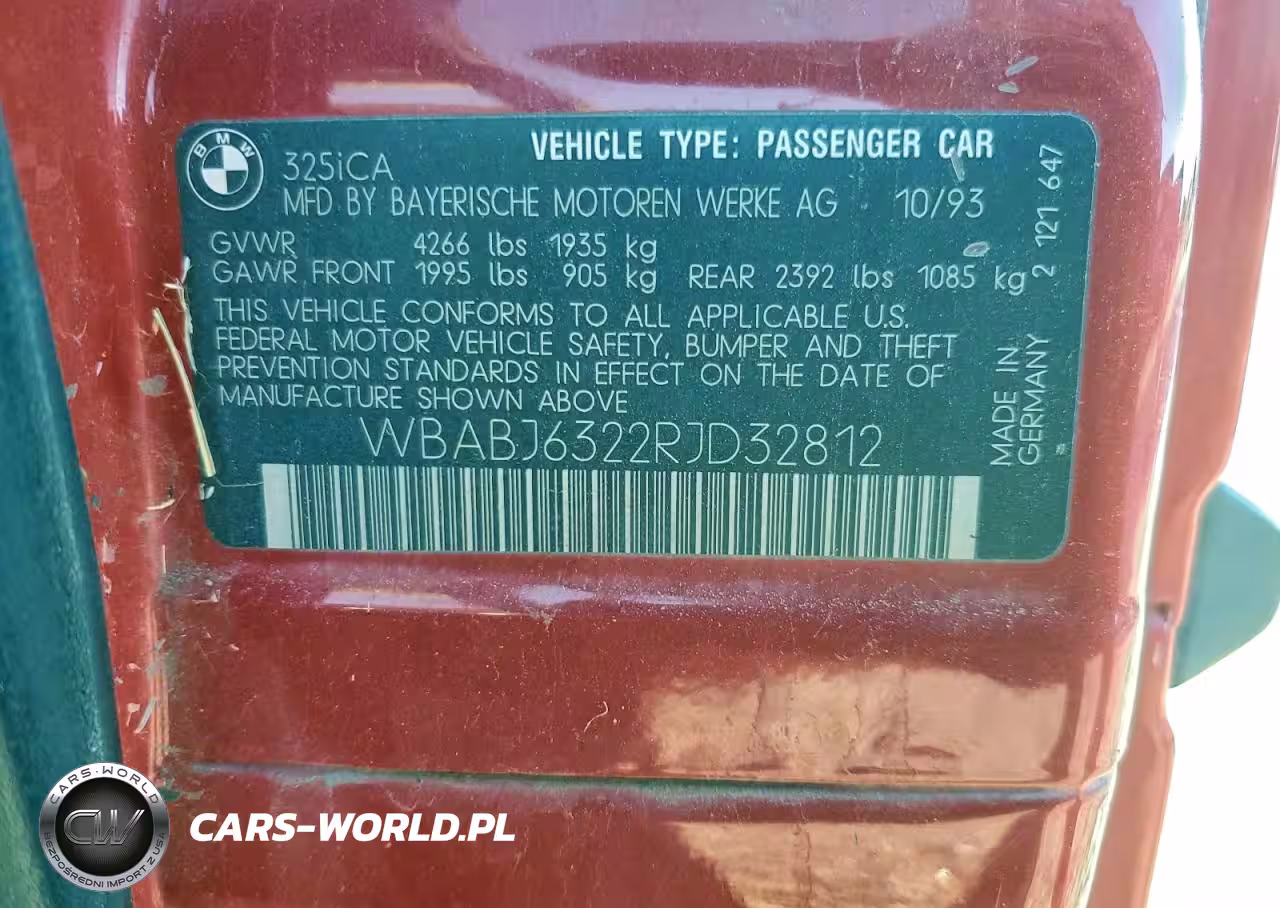 BMW
325iCA
VEHICLE TYPE: PASSENGER CAR
MFD BY BAYERISCHE MOTOREN WERKE AG 10/93
GVWR 4266 lbs 1935 kg
GAWR FRONT 1995 lbs 905 kg REAR 2392 lbs 1085 kg
THIS VEHICLE CONFORMS TO ALL APPLICABLE U.S.
FEDERAL MOTOR VEHICLE SAFETY, BUMPER AND THEFT
PREVENTION STANDARDS IN EFFECT ON THE DATE OF
MANUFACTURE SHOWN ABOVE
WBABJ6322RJD32812
2 121 647
MADE IN
GERMANY
CARS-WORLD
CW
BEZPOŚREDNI IMPORT Z USA
CARS-WORLD.PL